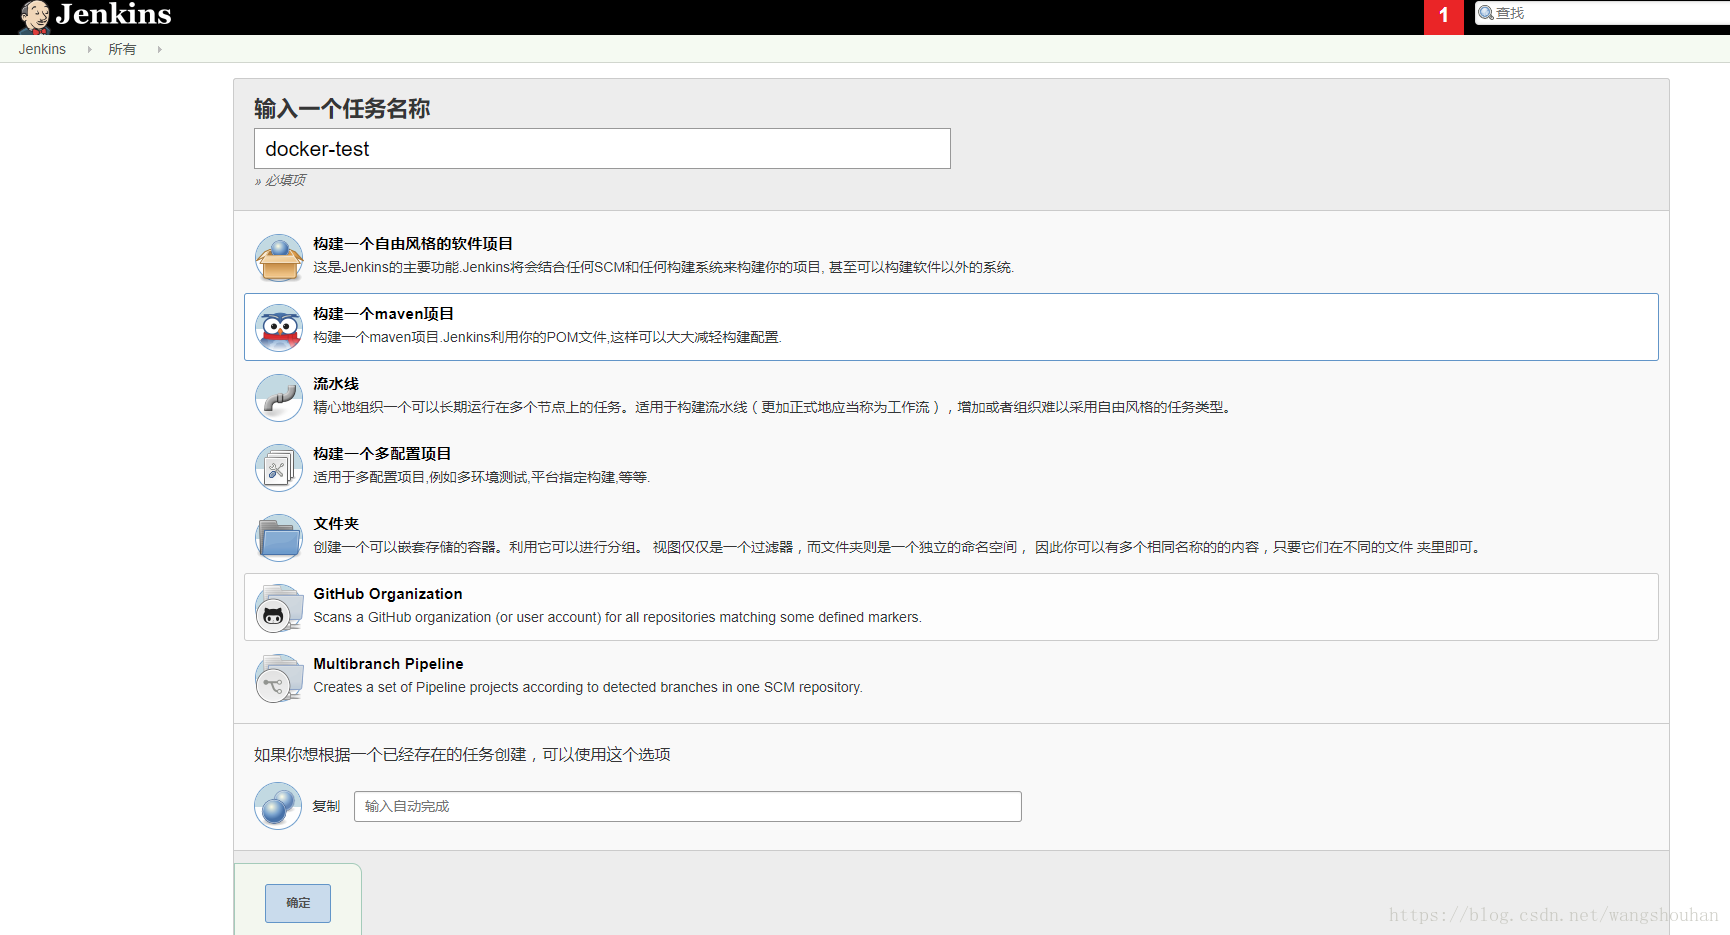 Jenkins
1
查找
Jenkins
所有
输入一个任务名称
docker-test
» 必填项
构建一个自由风格的软件项目
这是Jenkins的主要功能.Jenkins将会结合任何SCM和任何构建系统来构建你的项目, 甚至可以构建软件以外的系统.
构建一个maven项目
构建一个maven项目.Jenkins利用你的POM文件,这样可以大大减轻构建配置.
流水线
精心地组织一个可以长期运行在多个节点上的任务。适用于构建流水线（更加正式地应当称为工作流），增加或者组织难以采用自由风格的任务类型。
构建一个多配置项目
适用于多配置项目,例如多环境测试,平台指定构建,等等.
文件夹
创建一个可以嵌套存储的容器。利用它可以进行分组。 视图仅仅是一个过滤器，而文件夹则是一个独立的命名空间， 因此你可以有多个相同名称的的内容，只要它们在不同的文件 夹里即可。
GitHub Organization
Scans a GitHub organization (or user account) for all repositories matching some defined markers.
Multibranch Pipeline
Creates a set of Pipeline projects according to detected branches in one SCM repository.
如果你想根据一个已经存在的任务创建，可以使用这个选项
复制
输入自动完成
确定
https://blog.csdn.net/wangshouhan